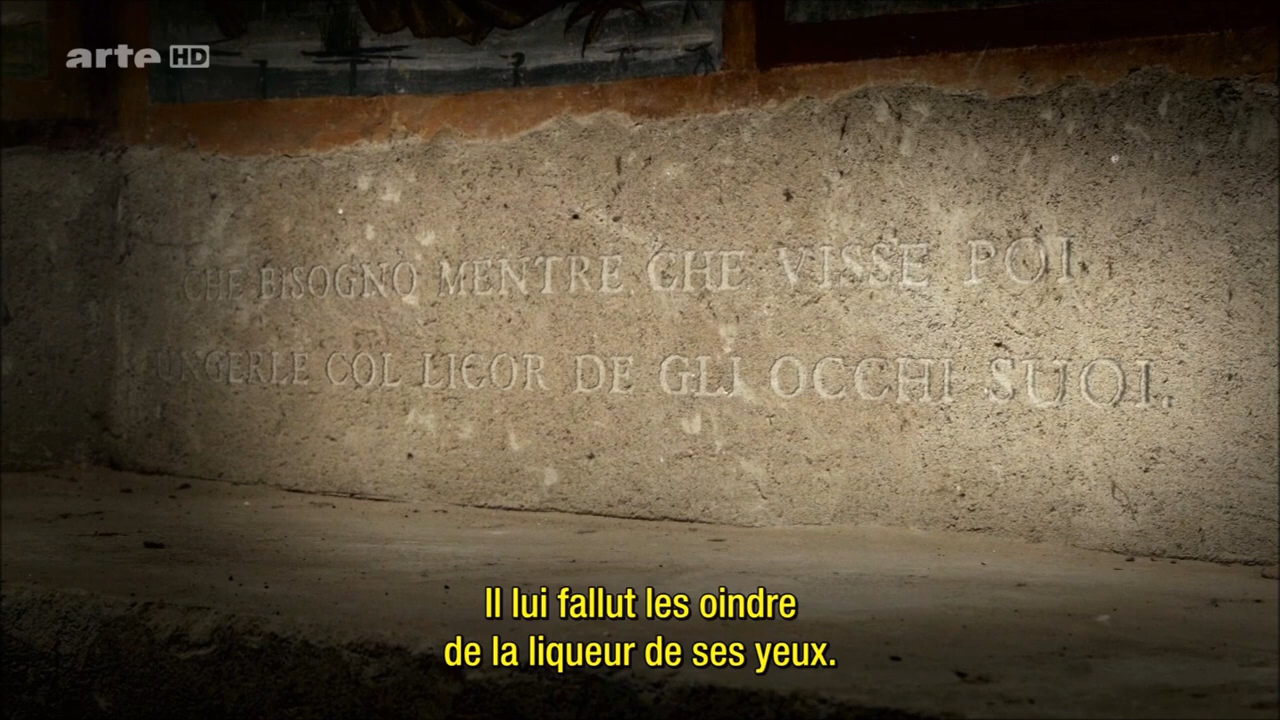 arte HD
CHE BISOGNO MENTRE CHE VISSE POI
UNGERLE COL LICOR DE GLI OCCHI SUOI.
Il lui fallut les oindre
de la liqueur de ses yeux.